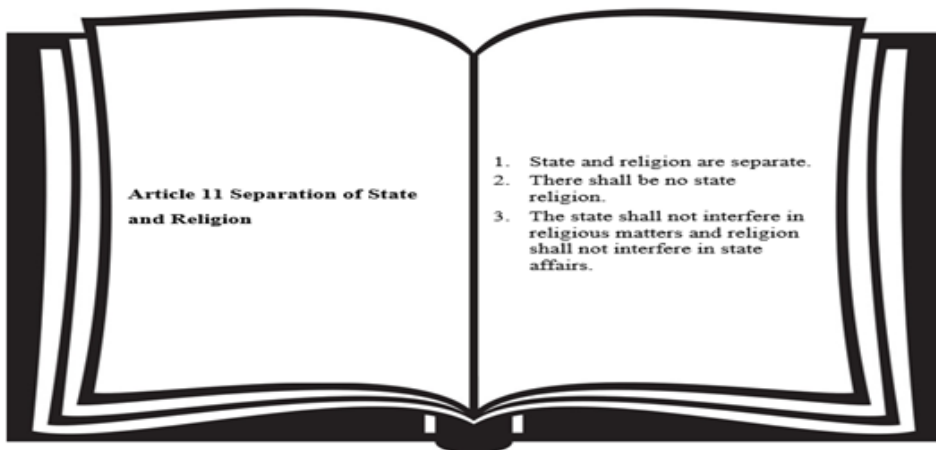 Article 11 Separation of State
and Religion
1. State and religion are separate.
2. There shall be no state
religion.
3. The state shall not interfere in
religious matters and religion
shall not interfere in state
affairs.